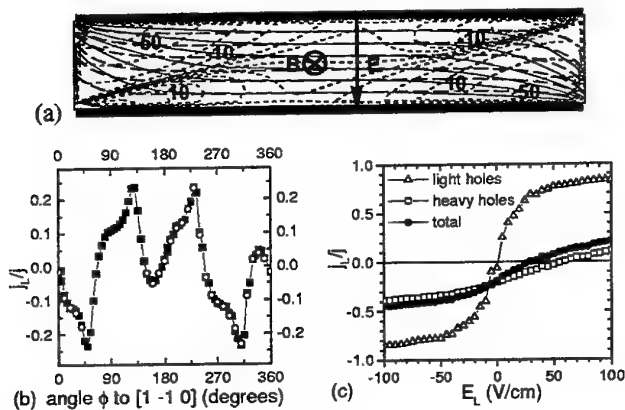 -50 -10 -10
B E
-10 -10 -50
(a)
0 90 180 270 360
0.2 0.2
0.1 0.1
0.0 0.0
-0.1 -0.1
-0.2 -0.2
jL/j
0 90 180 270 360
(b) angle ϕ to [1 -1 0] (degrees)
1.0
0.5
0.0
-0.5
-1.0
jL/j
light holes
heavy holes
total
-100 -50 0 50 100
(c) EL (V/cm)